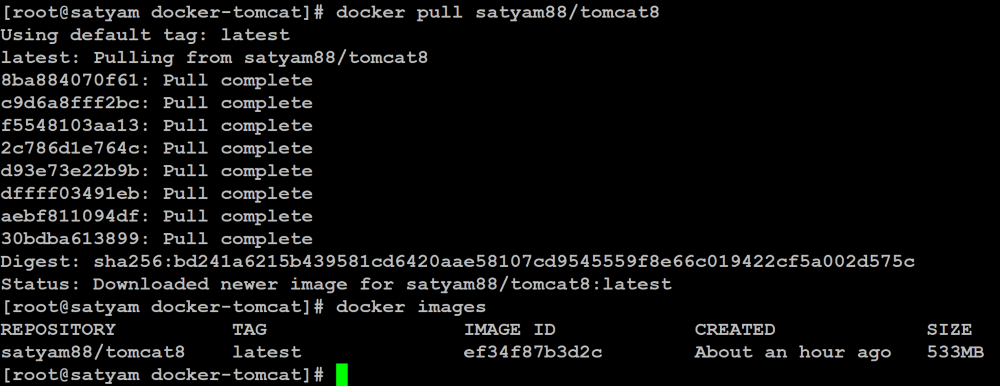 [root@satyam docker-tomcat]# docker pull satyam88/tomcat8
Using default tag: latest
latest: Pulling from satyam88/tomcat8
8ba884070f61: Pull complete
c9d6a8fff2bc: Pull complete
f5548103aa13: Pull complete
2c786d1e764c: Pull complete
d93e73e22b9b: Pull complete
dffff03491eb: Pull complete
aebf811094df: Pull complete
30bdba613899: Pull complete
Digest: sha256:bd241a6215b439581cd6420aae58107cd9545559f8e66c019422cf5a002d575c
Status: Downloaded newer image for satyam88/tomcat8:latest
[root@satyam docker-tomcat]# docker images
REPOSITORY          TAG                 IMAGE ID            CREATED             SIZE
satyam88/tomcat8    latest              ef34f87b3d2c        About an hour ago   533MB
[root@satyam docker-tomcat]#